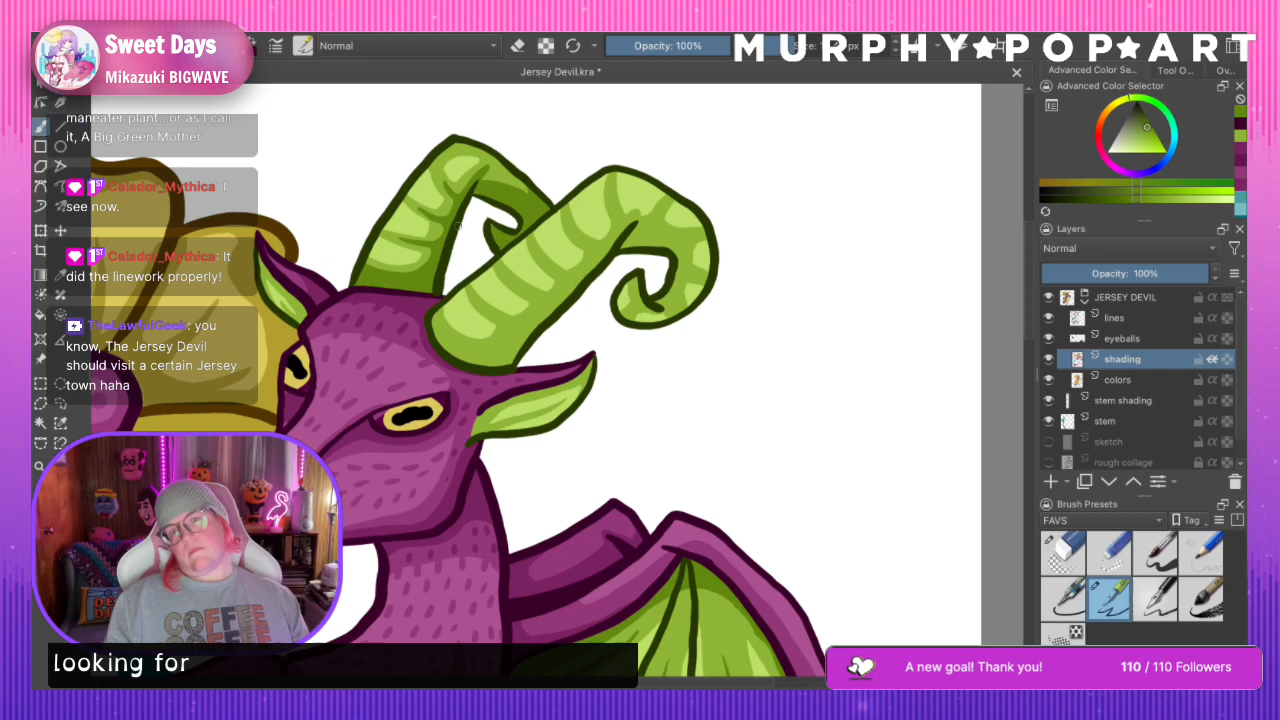 Sweet Days
Mikazuki BIGWAVE
MURPHY★POP★ART
Normal
Opacity: 100%
Jersey Devil.kra *
Advanced Color Se...
Tool O...
Ov...
Advanced Color Selector
maneater plant...or as I call
it, A Big Green Mother
1ST Calador_Mythica: I
see now.
1ST Calador_Mythica: It
did the linework properly!
TheLawfulGeek: you
know, The Jersey Devil
should visit a certain Jersey
town haha
Layers
Normal
Opacity: 100%
JERSEY DEVIL
lines
eyeballs
shading
colors
stem shading
stem
sketch
rough collage
Brush Presets
FAVS
Tag
COFFEE
looking for
A new goal! Thank you!
110 / 110 Followers